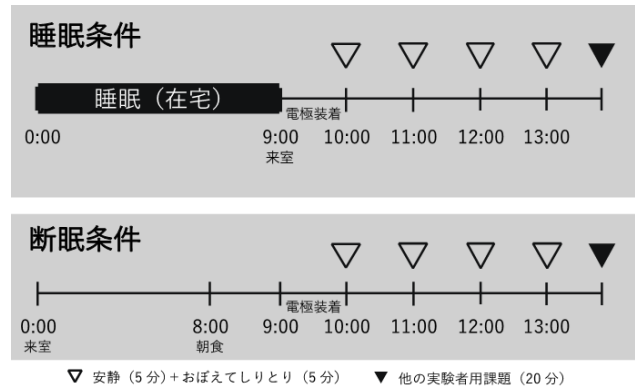 睡眠条件
睡眠（在宅）
電極装着
0:00 9:00 10:00 11:00 12:00 13:00
来室
断眠条件
電極装着
0:00 8:00 9:00 10:00 11:00 12:00 13:00
来室 朝食
▽ 安静（5 分）+ おぼえてしりとり（5 分） ▼ 他の実験者用課題（20 分）